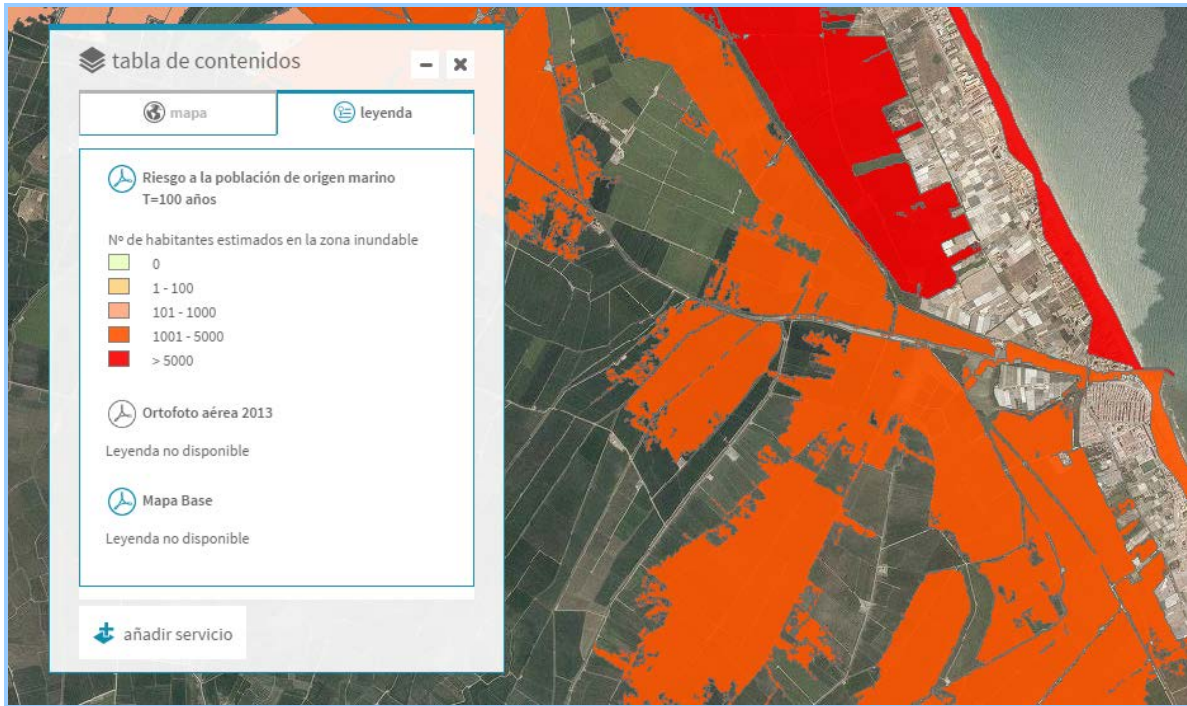 tabla de contenidos
mapa
leyenda
Riesgo a la población de origen marino
T=100 años
Nº de habitantes estimados en la zona inundable
0
1 - 100
101 - 1000
1001 - 5000
> 5000
Ortofoto aérea 2013
Leyenda no disponible
Mapa Base
Leyenda no disponible
añadir servicio